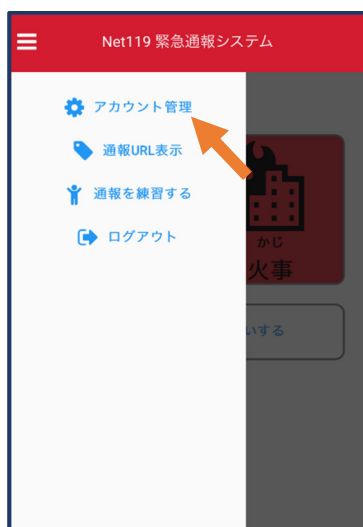 Net119 緊急通報システム
アカウント管理
通報URL表示
通報を練習する
ログアウト
かじ
火事
いする